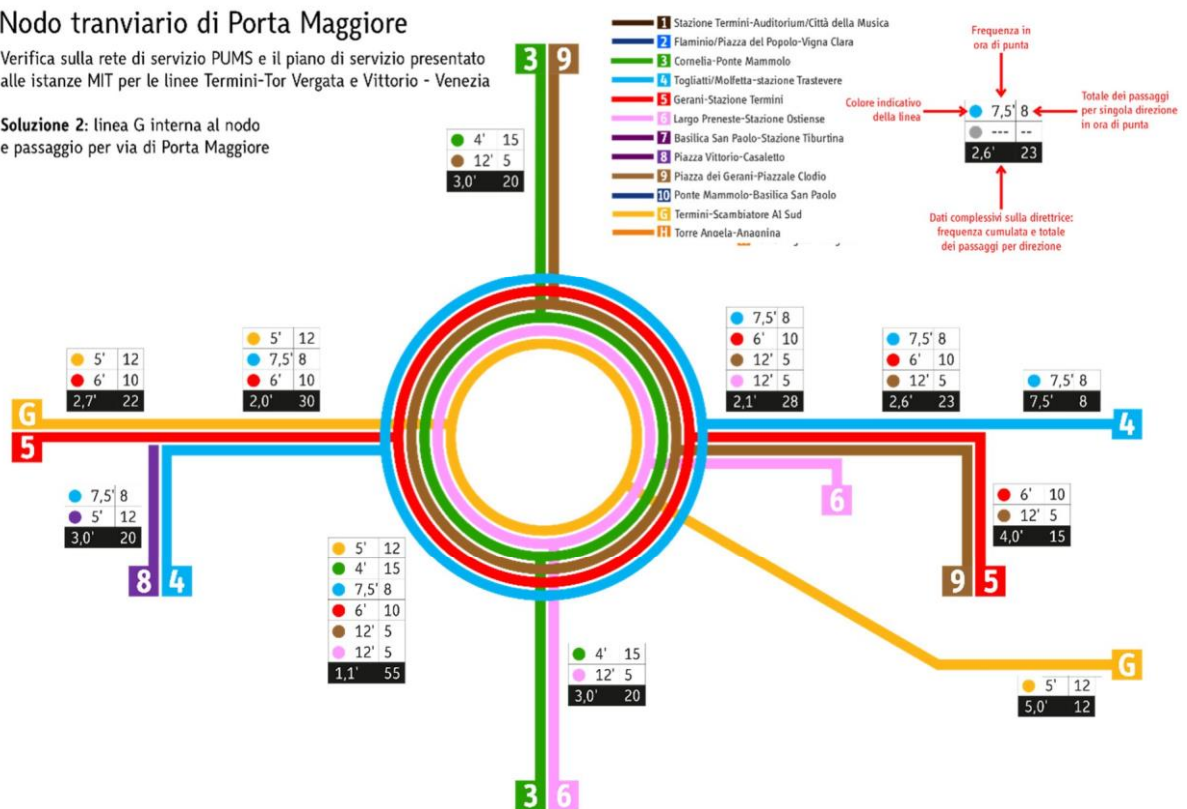 Nodo tranviario di Porta Maggiore
Verifica sulla rete di servizio PUMS e il piano di servizio presentato
alle istanze MIT per le linee Termini-Tor Vergata e Vittorio - Venezia
Soluzione 2: linea G interna al nodo
e passaggio per via di Porta Maggiore
1 Stazione Termini-Auditorium/Città della Musica
2 Flaminio/Piazza del Popolo-Vigna Clara
3 Cornelia-Ponte Mammolo
4 Togliatti/Molfetta-stazione Trastevere
5 Gerani-Stazione Termini
6 Largo Preneste-Stazione Ostiense
7 Basilica San Paolo-Stazione Tiburtina
8 Piazza Vittorio-Casaletto
9 Piazza dei Gerani-Piazzale Clodio
10 Ponte Mammolo-Basilica San Paolo
G Termini-Scambiatore A1 Sud
H Torre Angela-Anagnina
Frequenza in
ora di punta
Colore indicativo
della linea
7,5' 8
--- --
2,6' 23
Totale dei passaggi
per singola direzione
in ora di punta
Dati complessivi sulla direttrice:
frequenza cumulata e totale
dei passaggi per direzione
3 9
4' 15
12' 5
3,0' 20
5' 12
6' 10
2,7' 22
5' 12
7,5' 8
6' 10
2,0' 30
7,5' 8
6' 10
12' 5
12' 5
2,1' 28
7,5' 8
6' 10
12' 5
2,6' 23
7,5' 8
7,5' 8
G
5
4
6
7,5' 8
5' 12
3,0' 20
8 4
6' 10
12' 5
4,0' 15
9 5
5' 12
4' 15
7,5' 8
6' 10
12' 5
12' 5
1,1' 55
4' 15
12' 5
3,0' 20
G
5' 12
5,0' 12
3 6